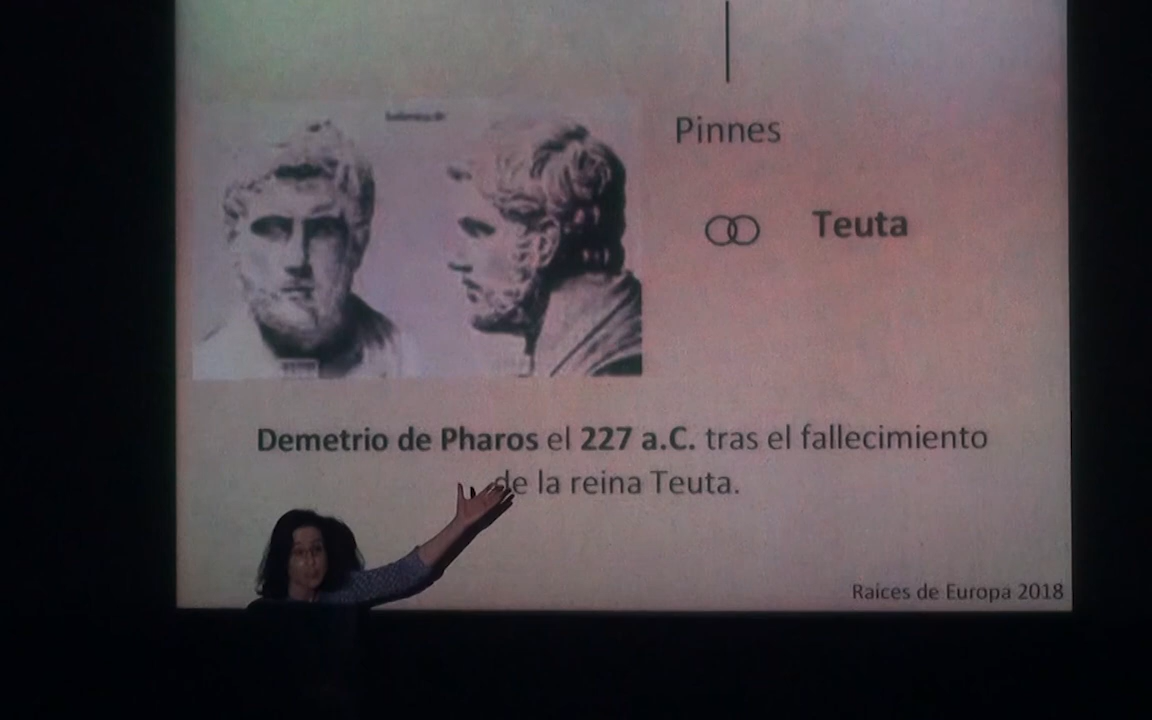 Pinnes
Teuta
Demetrio de Pharos el 227 a.C. tras el fallecimiento
de la reina Teuta.
Raíces de Europa 2018